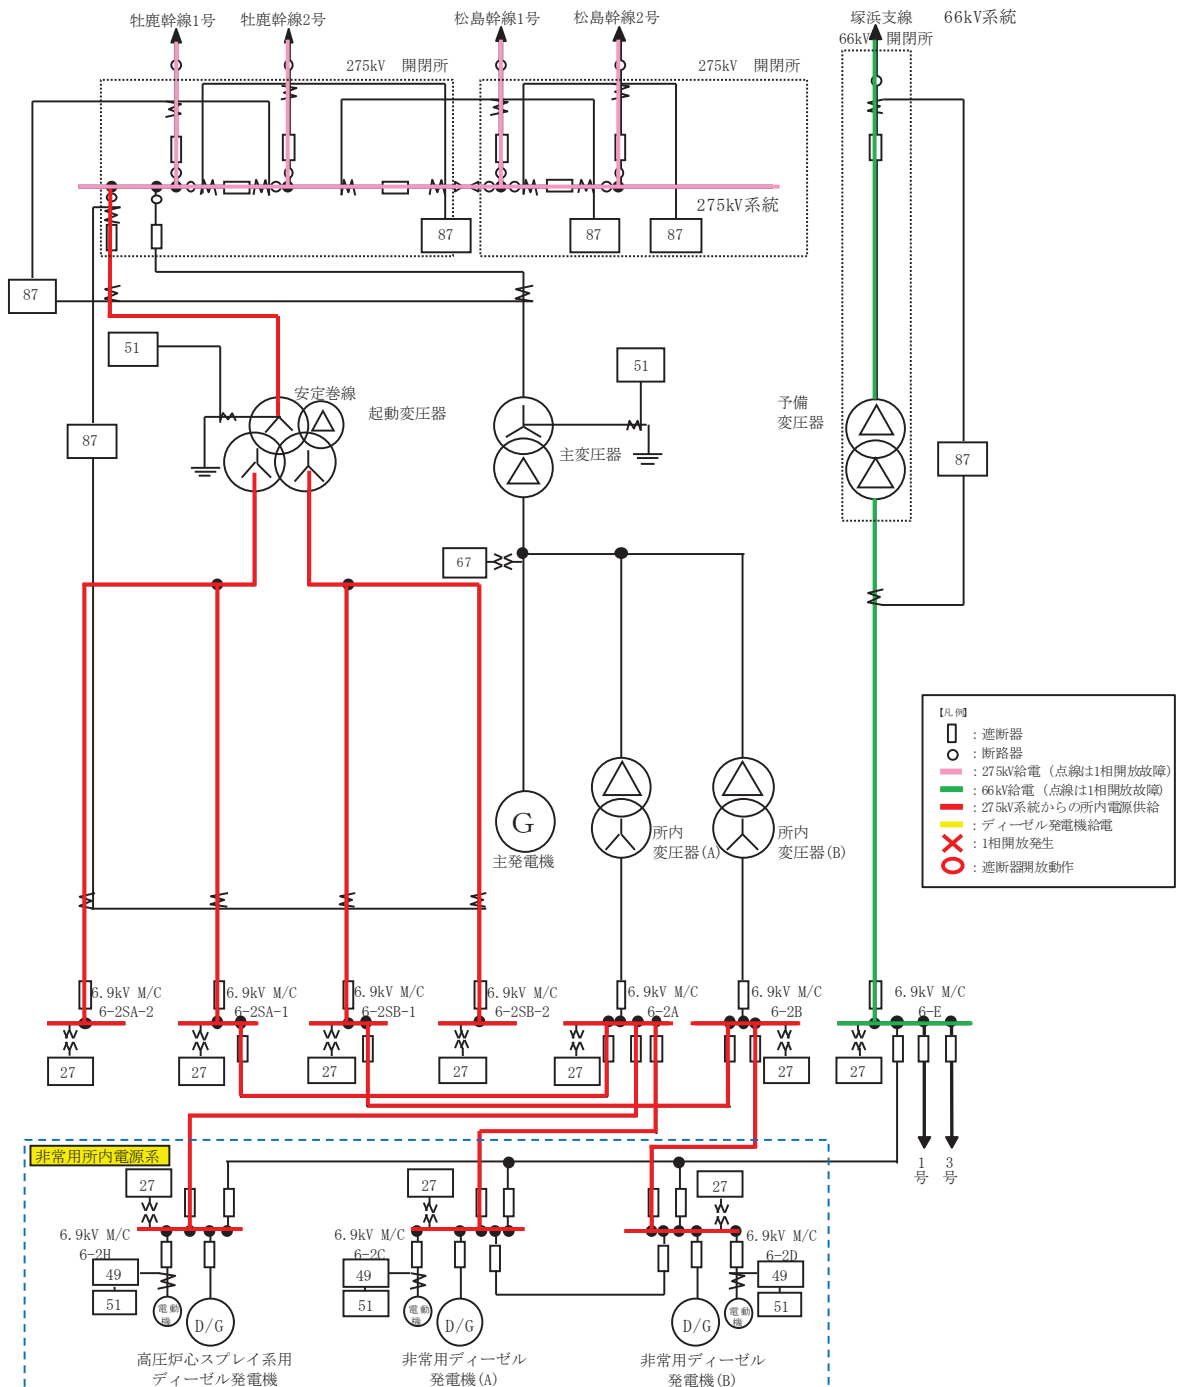 牡鹿幹線1号
牡鹿幹線2号
松島幹線1号
松島幹線2号
塚浜支線
66kV系統
66kV 開閉所
275kV 開閉所
275kV 開閉所
275kV系統
87
87
87
87
51
安定巻線
起動変圧器
51
主変圧器
予備
変圧器
87
87
67
【凡例】
：遮断器
：断路器
：275kV給電（点線は1相開放故障）
：66kV給電（点線は1相開放故障）
：275kV系統からの所内電源供給
：ディーゼル発電機給電
：1相開放発生
：遮断器開放動作
G
主発電機
所内
変圧器(A)
所内
変圧器(B)
6.9kV M/C
6-2SA-2
6.9kV M/C
6-2SA-1
6.9kV M/C
6-2SB-1
6.9kV M/C
6-2SB-2
6.9kV M/C
6-2A
6.9kV M/C
6-2B
6.9kV M/C
6-E
27
27
27
27
27
27
27
1
号
3
号
非常用所内電源系
27
27
27
6.9kV M/C
6-2H
6.9kV M/C
6-2C
6.9kV M/C
6-2D
49
51
電動
機
D/G
49
51
電動
機
D/G
D/G
電動
機
49
51
高圧炉心スプレイ系用
ディーゼル発電機
非常用ディーゼル
発電機(A)
非常用ディーゼル
発電機(B)